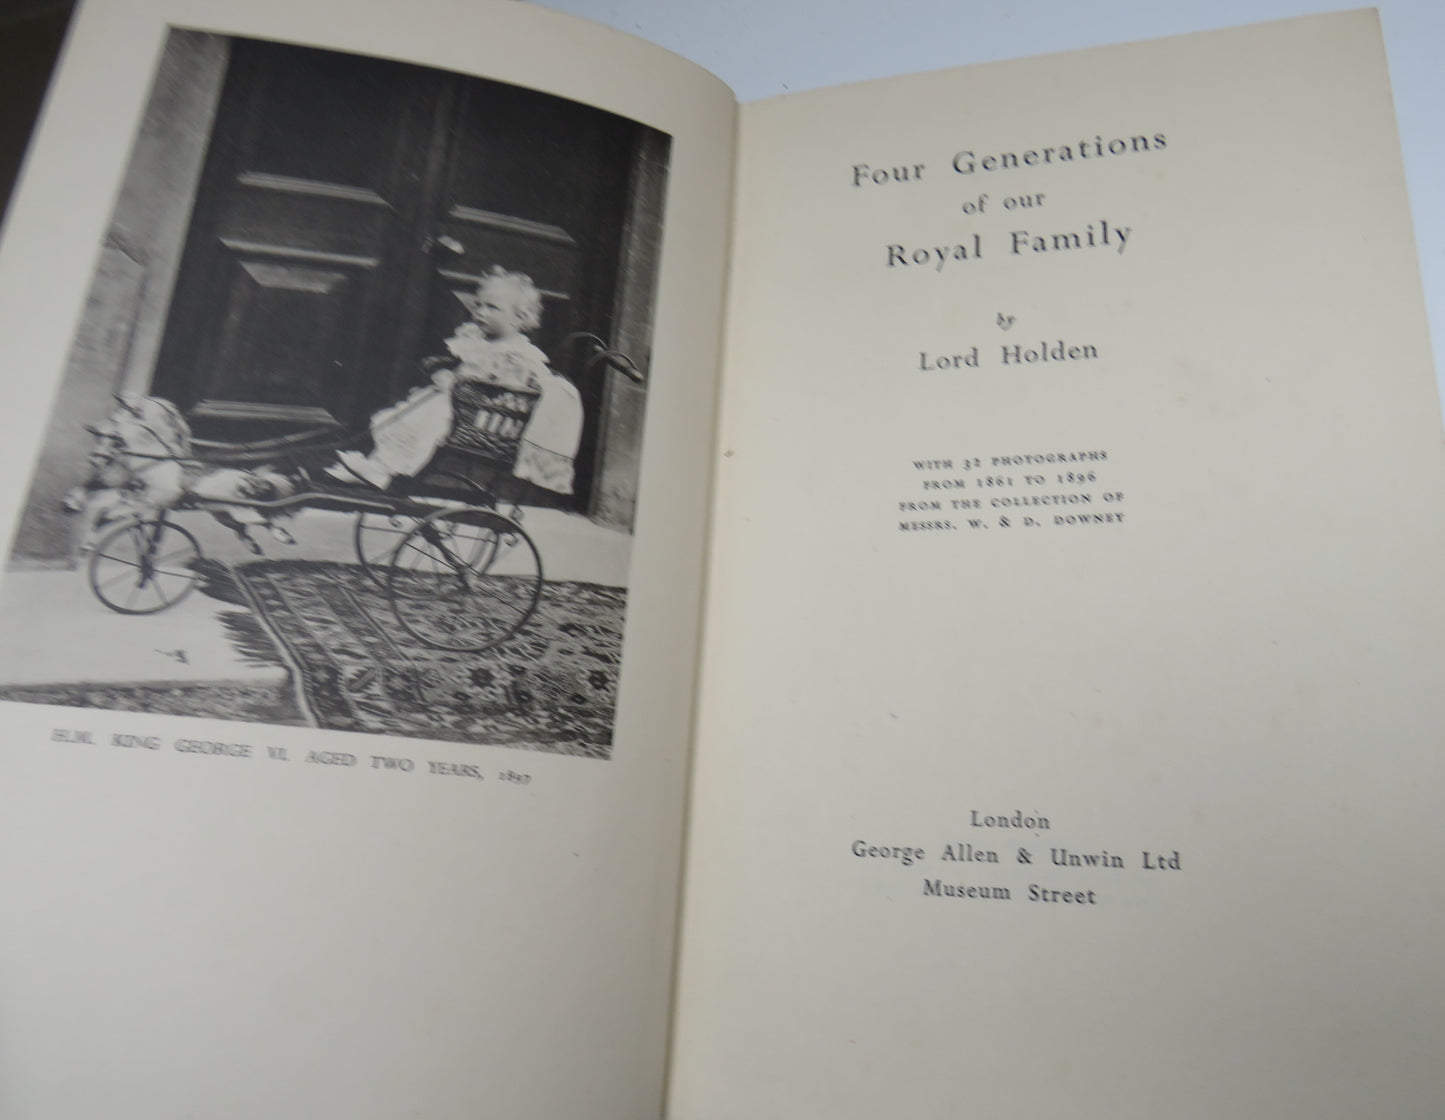 H.M. KING GEORGE VI. AGED TWO YEARS, 1897
Four Generations
of our
Royal Family
by
Lord Holden
WITH 32 PHOTOGRAPHS
FROM 1861 TO 1896
FROM THE COLLECTION OF
MESSRS. W. & D. DOWNEY
London
George Allen & Unwin Ltd
Museum Street